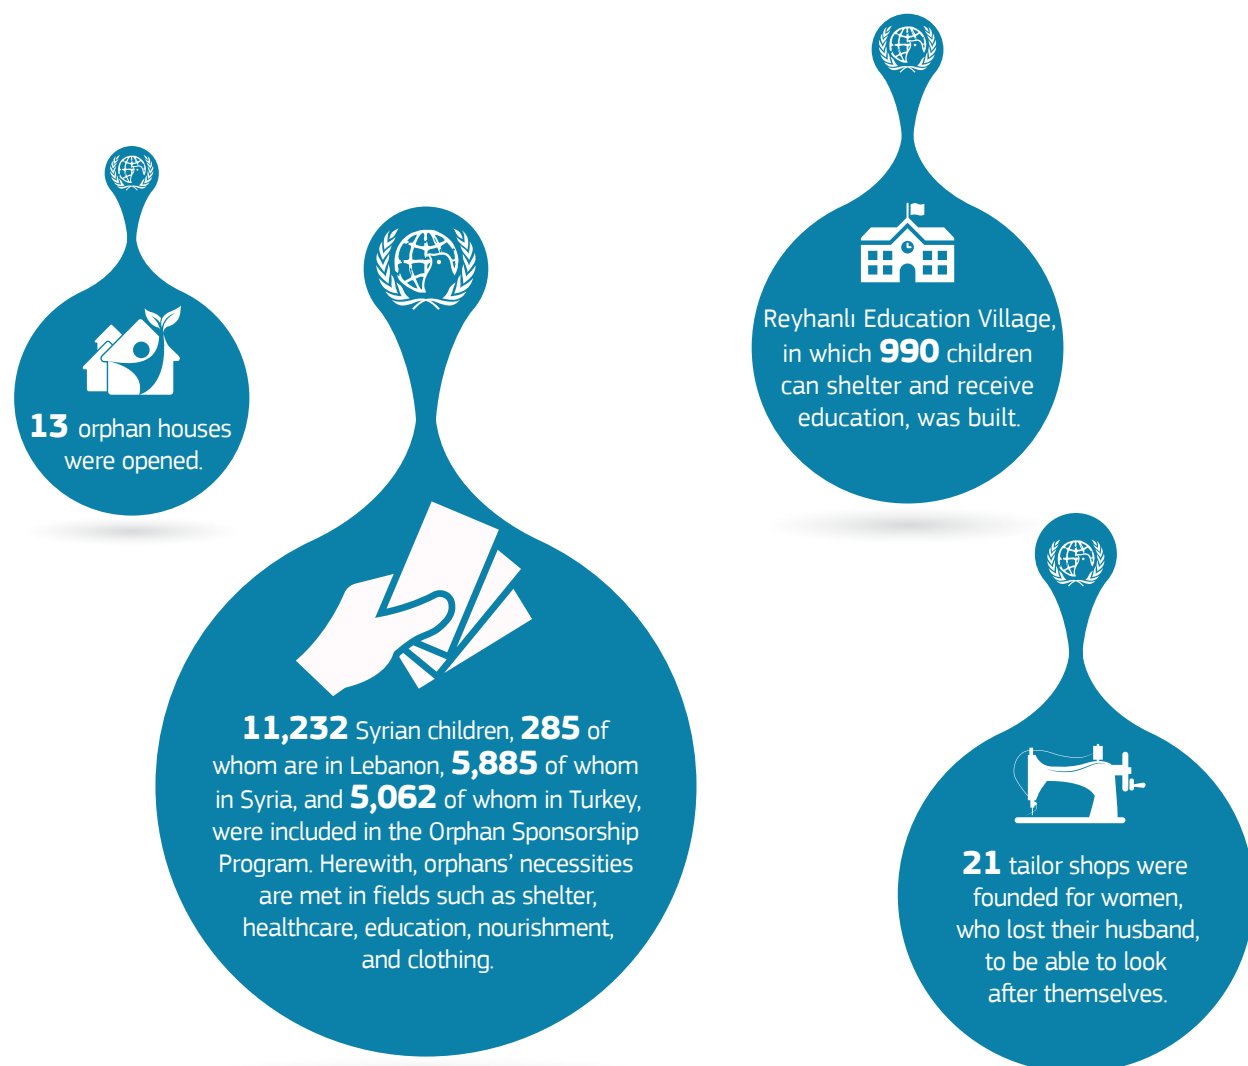 13 orphan houses
were opened.
11,232 Syrian children, 285 of
whom are in Lebanon, 5,885 of whom
in Syria, and 5,062 of whom in Turkey,
were included in the Orphan Sponsorship
Program. Herewith, orphans’ necessities
are met in fields such as shelter,
healthcare, education, nourishment,
and clothing.
Reyhanlı Education Village,
in which 990 children
can shelter and receive
education, was built.
21 tailor shops were
founded for women,
who lost their husband,
to be able to look
after themselves.